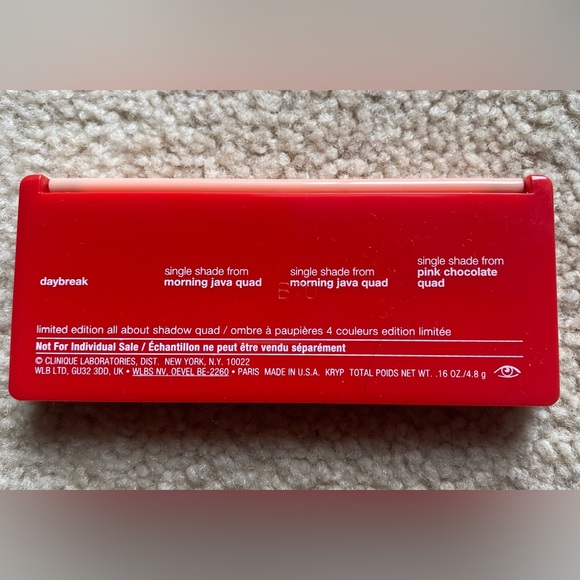 daybreak
single shade from
morning java quad
single shade from
morning java quad
single shade from
pink chocolate
quad
limited edition all about shadow quad / ombre à paupières 4 couleurs edition limitée
Not For Individual Sale / Échantillon ne peut être vendu séparément
© CLINIQUE LABORATORIES, DIST. NEW YORK, N.Y. 10022
WLB LTD, GU32 3DD, UK • WLBS NV. OEVEL BE-2260 • PARIS MADE IN U.S.A. KRYP TOTAL POIDS NET WT. .16 OZ./4.8 g